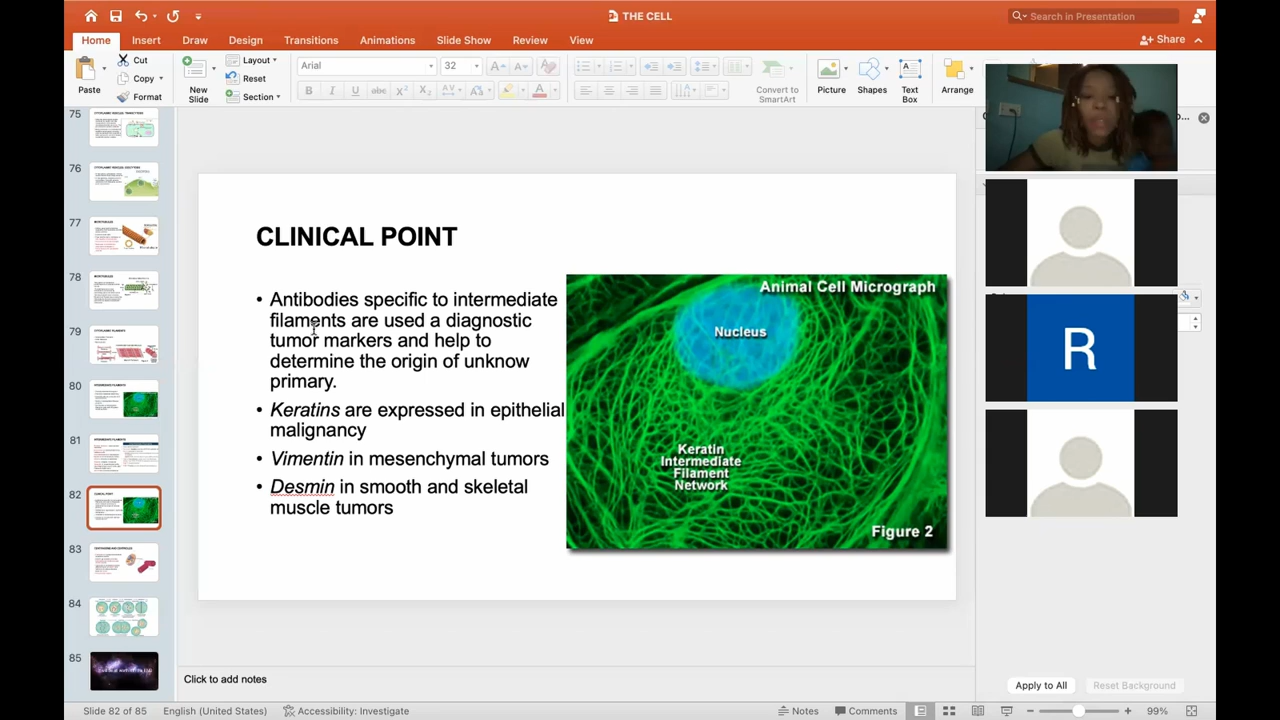 THE CELL
Search in Presentation
Home Insert Draw Design Transitions Animations Slide Show Review View
Share
Paste
Cut
Copy
Format
New
Slide
Layout
Reset
Section
Arial
32
B I U abc X² X₂ AV Aa A
Convert to
SmartArt
Picture
Shapes
Text
Box
Arrange
75
76
77
78
79
80
81
82
83
84
85
CLINICAL POINT
• Antibodies specific to intermediate
filaments are used a diagnostic
tumor markers and help to
determine the origin of unknow
primary.
• Keratins are expressed in epithelial
malignancy
• Vimentin in mesenchymal tumors
• Desmin in smooth and skeletal
muscle tumors
Animal Cell Micrograph
Nucleus
Keratin
Intermediate
Filament
Network
Figure 2
R
Click to add notes
Apply to All
Reset Background
Slide 82 of 85
English (United States)
Accessibility: Investigate
Notes
Comments
99%